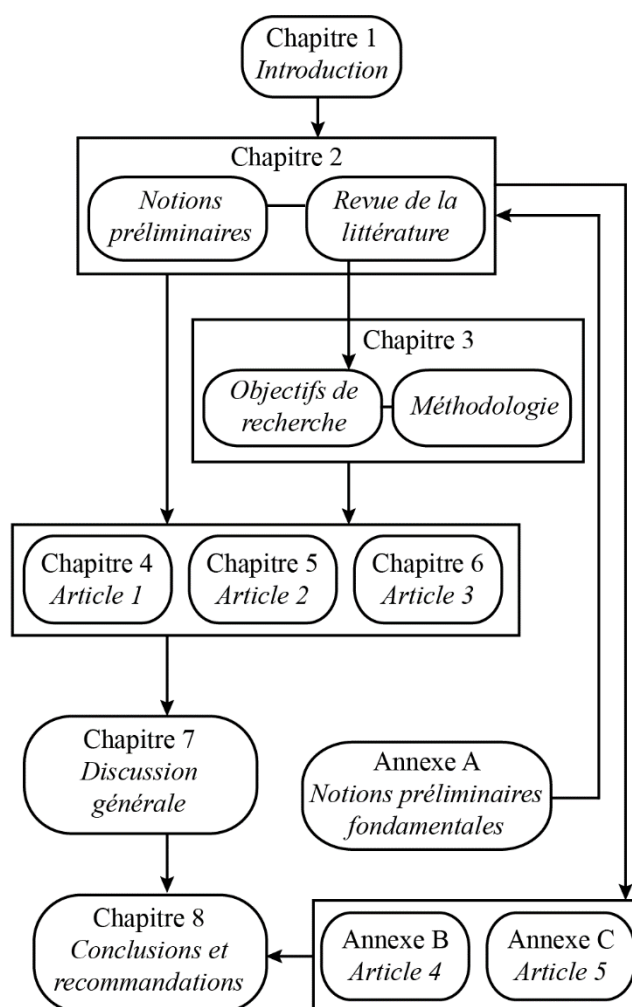 Chapitre 1
Introduction
Chapitre 2
Notions
préliminaires
Revue de la
littérature
Chapitre 3
Objectifs de
recherche
Méthodologie
Chapitre 4
Article 1
Chapitre 5
Article 2
Chapitre 6
Article 3
Chapitre 7
Discussion
générale
Annexe A
Notions préliminaires
fondamentales
Chapitre 8
Conclusions et
recommandations
Annexe B
Article 4
Annexe C
Article 5